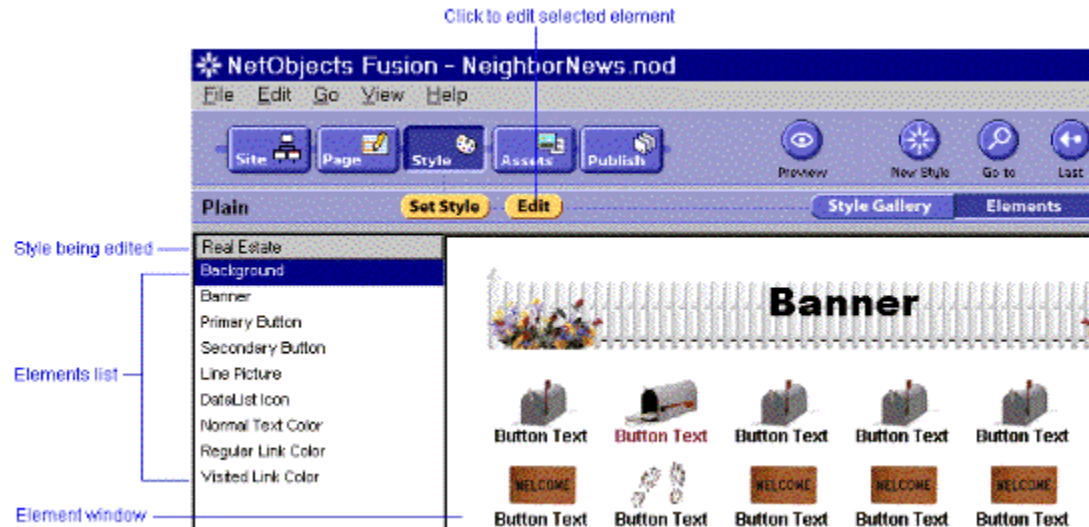 Click to edit selected element
NetObjects Fusion - NeighborNews.nod
File Edit Go View Help
Site Page Style Assets Publish
Preview New Style Go to Last
Plain Set Style Edit Style Gallery Elements
Style being edited
Real Estate
Background
Banner
Primary Button
Secondary Button
Elements list
Line Picture
DataList Icon
Normal Text Color
Regular Link Color
Visited Link Color
Element window
Banner
Button Text Button Text Button Text Button Text Button Text
WELCOME WELCOME WELCOME WELCOME
Button Text Button Text Button Text Button Text Button Text